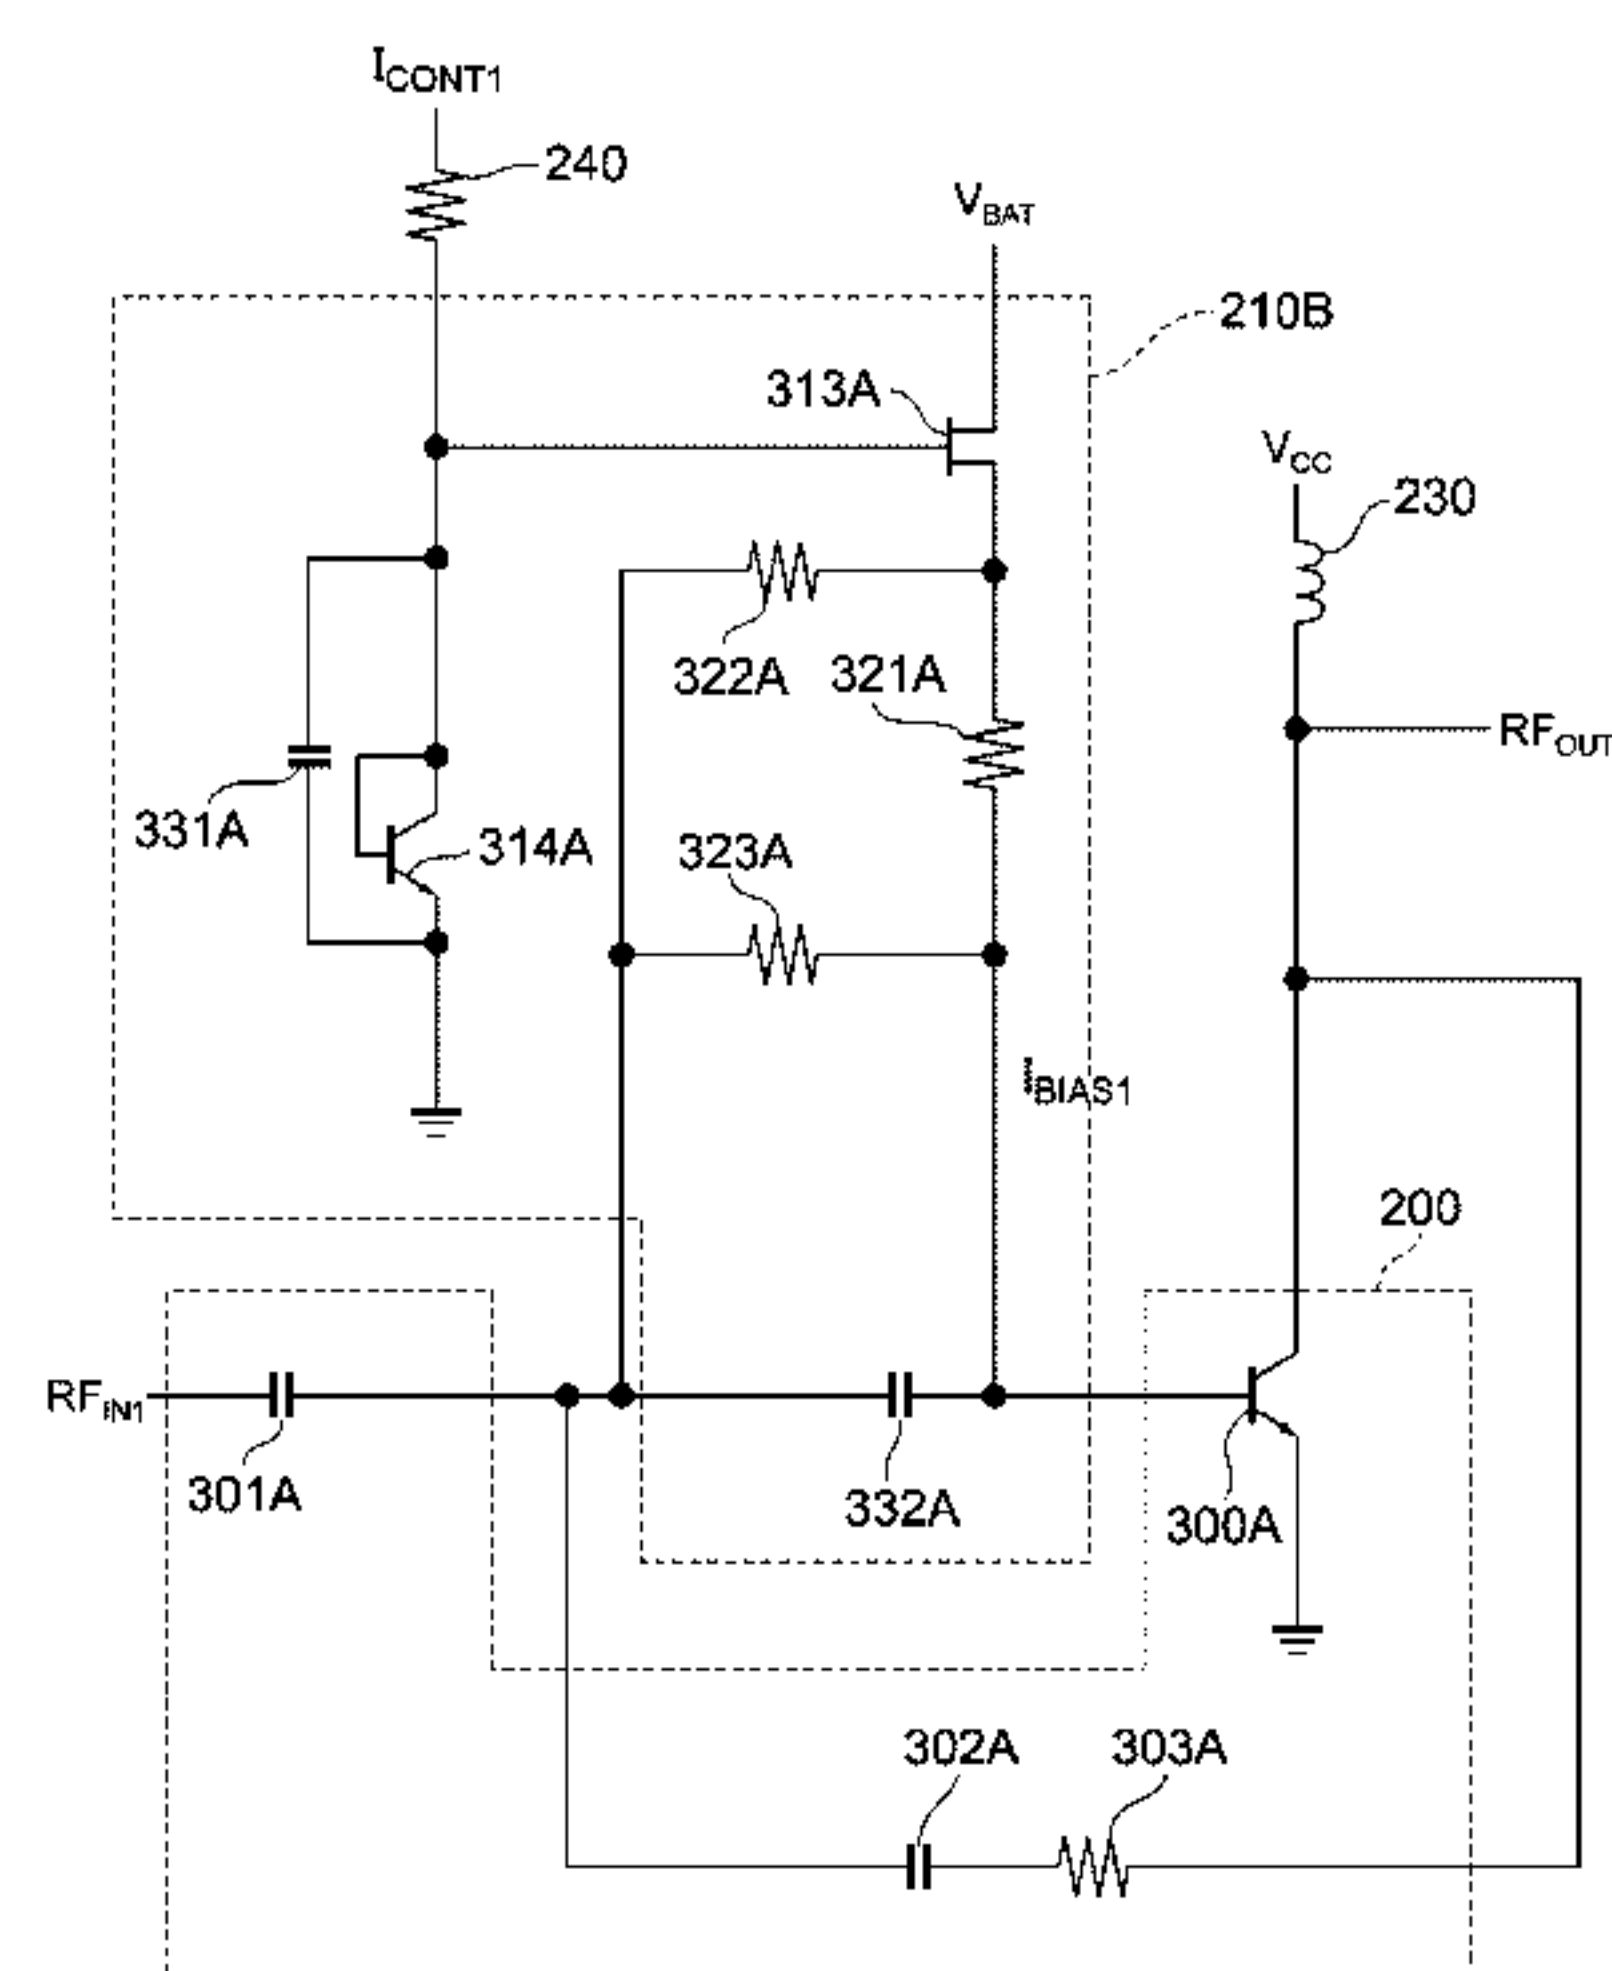 ICONT1
240
VBAT
210B
313A
VCC
230
322A
321A
RFOUT
331A
314A
323A
IBIAS1
200
RFIN1
301A
332A
300A
302A
303A